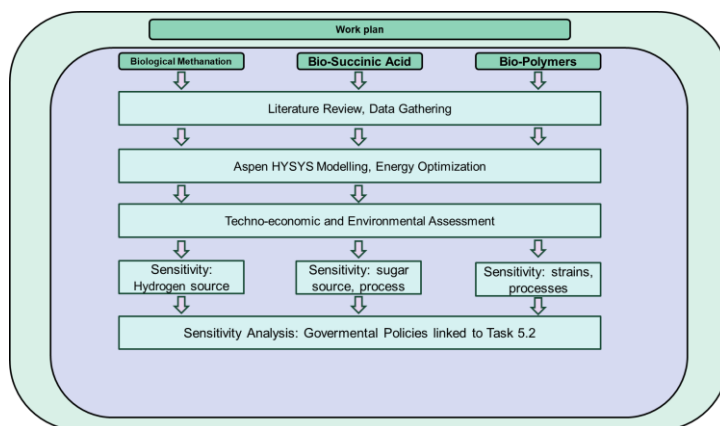 Work plan
Biological Methanation
Bio-Succinic Acid
Bio-Polymers
Literature Review, Data Gathering
Aspen HYSYS Modelling, Energy Optimization
Techno-economic and Environmental Assessment
Sensitivity:
Hydrogen source
Sensitivity: sugar
source, process
Sensitivity: strains,
processes
Sensitivity Analysis: Govermental Policies linked to Task 5.2